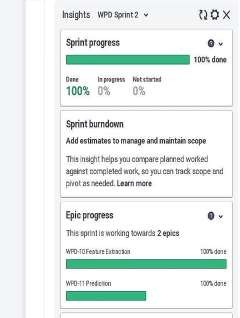 Insights WPD Sprint 2
Sprint progress
100% done
Done In progress Not started
100% 0% 0%
Sprint burndown
Add estimates to manage and maintain scope
This insight helps you compare planned worked
against completed work, so you can track scope and
pivot as needed. Learn more
Epic progress
This sprint is working towards 2 epics
WPD-10 Feature Extraction 100% done
WPD-11 Prediction 100% done